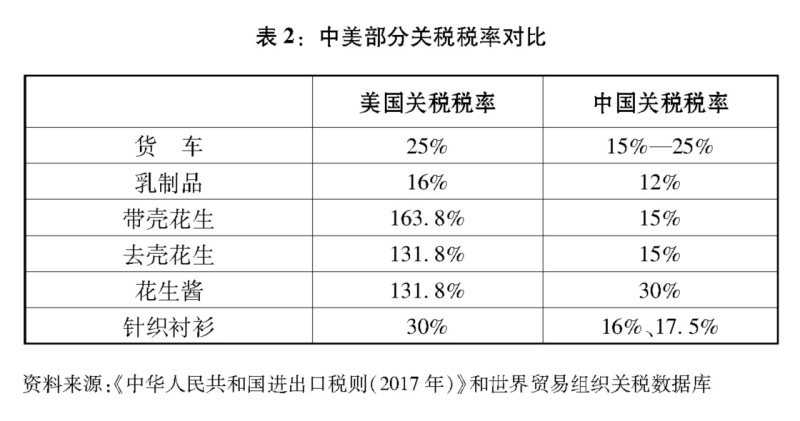 表2：中美部分关税税率对比
美国关税税率 中国关税税率
货 车 25% 15%—25%
乳制品 16% 12%
带壳花生 163.8% 15%
去壳花生 131.8% 15%
花生酱 131.8% 30%
针织衬衫 30% 16%、17.5%
资料来源:《中华人民共和国进出口税则(2017年)》和世界贸易组织关税数据库